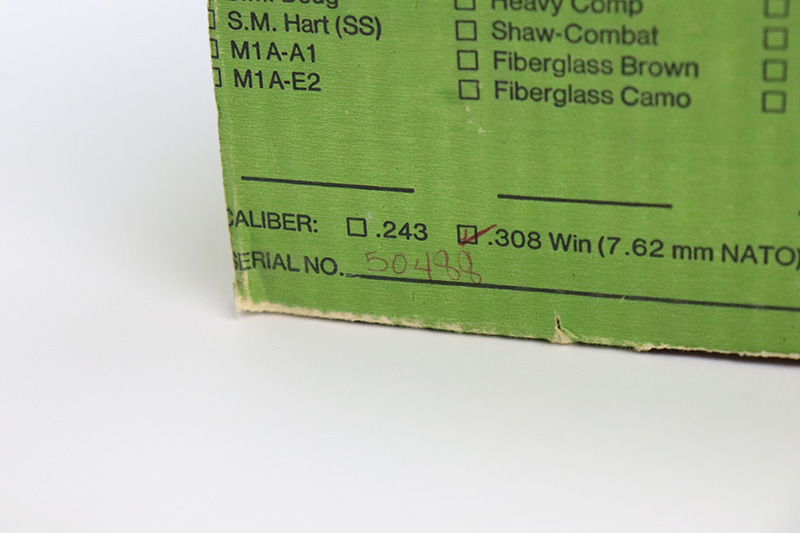 S.M. Hart (SS)
M1A-A1
M1A-E2
Heavy Comp
Shaw-Combat
Fiberglass Brown
Fiberglass Camo
CALIBER: .243 .308 Win (7.62 mm NATO)
SERIAL NO. 50488